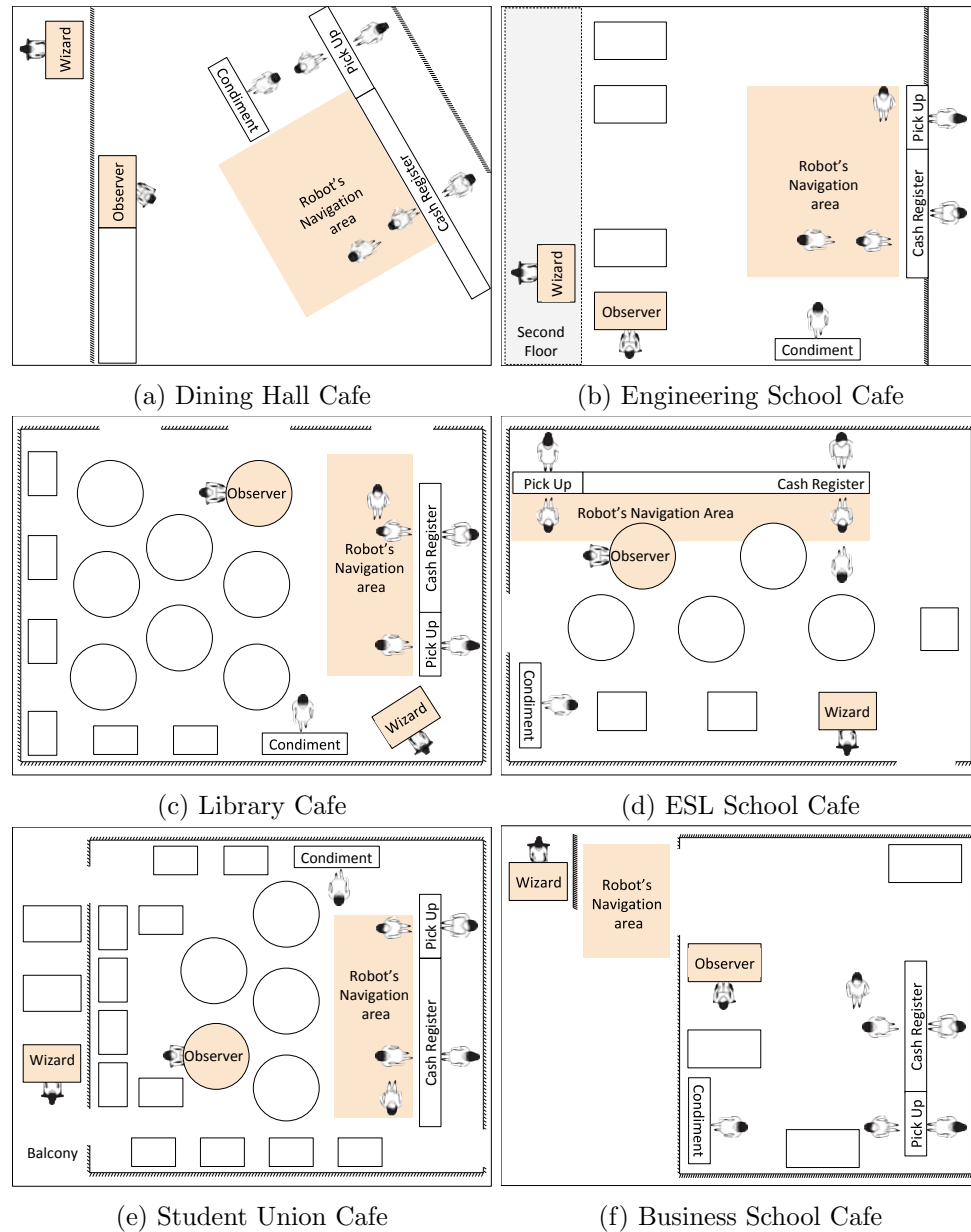 Wizard
Observer
Condiment
Pick Up
Cash Register
Robot's
Navigation
area
(a) Dining Hall Cafe
Pick Up
Cash Register
Robot's
Navigation
area
Wizard
Observer
Second
Floor
Condiment
(b) Engineering School Cafe
Observer
Cash Register
Robot's
Navigation
area
Pick Up
Wizard
Condiment
(c) Library Cafe
Pick Up
Cash Register
Robot's Navigation Area
Observer
Condiment
Wizard
(d) ESL School Cafe
Condiment
Pick Up
Robot's
Navigation
area
Cash Register
Wizard
Observer
Balcony
(e) Student Union Cafe
Wizard
Robot's
Navigation
area
Observer
Cash Register
Condiment
Pick Up
(f) Business School Cafe